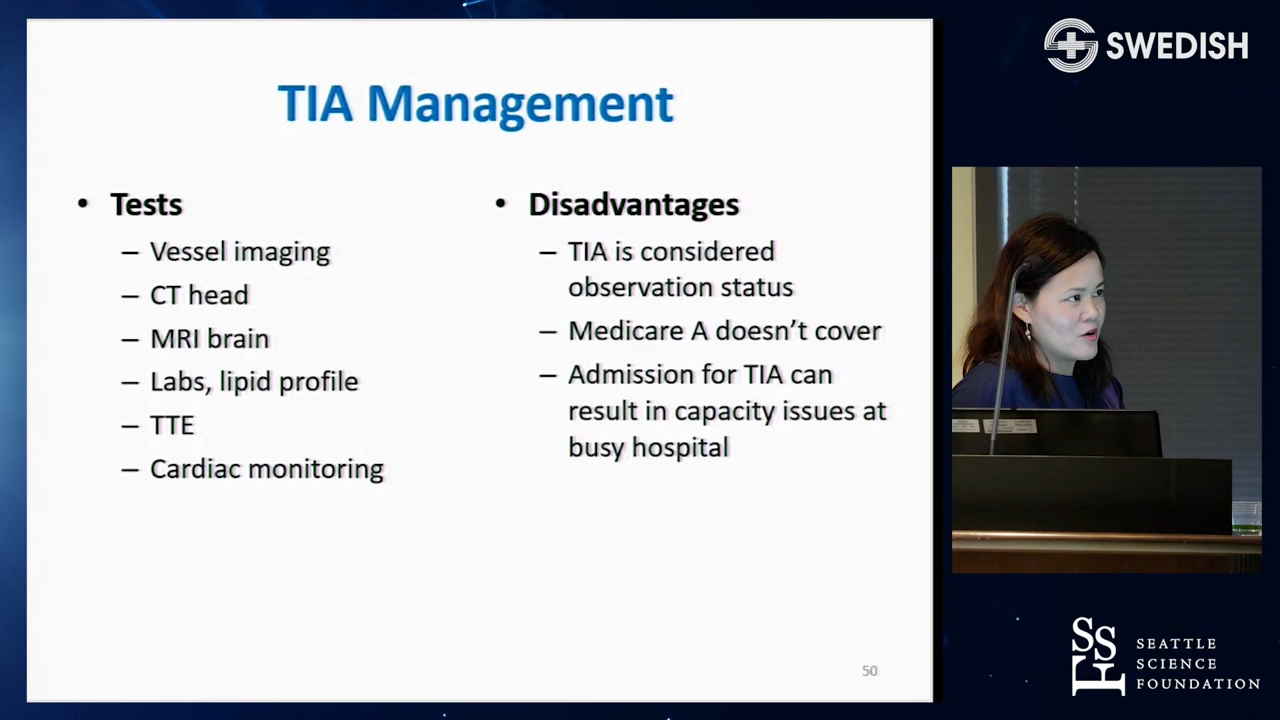 TIA Management
• Tests
– Vessel imaging
– CT head
– MRI brain
– Labs, lipid profile
– TTE
– Cardiac monitoring
• Disadvantages
– TIA is considered
observation status
– Medicare A doesn't cover
– Admission for TIA can
result in capacity issues at
busy hospital
50
SWEDISH
SSF
SEATTLE
SCIENCE
FOUNDATION